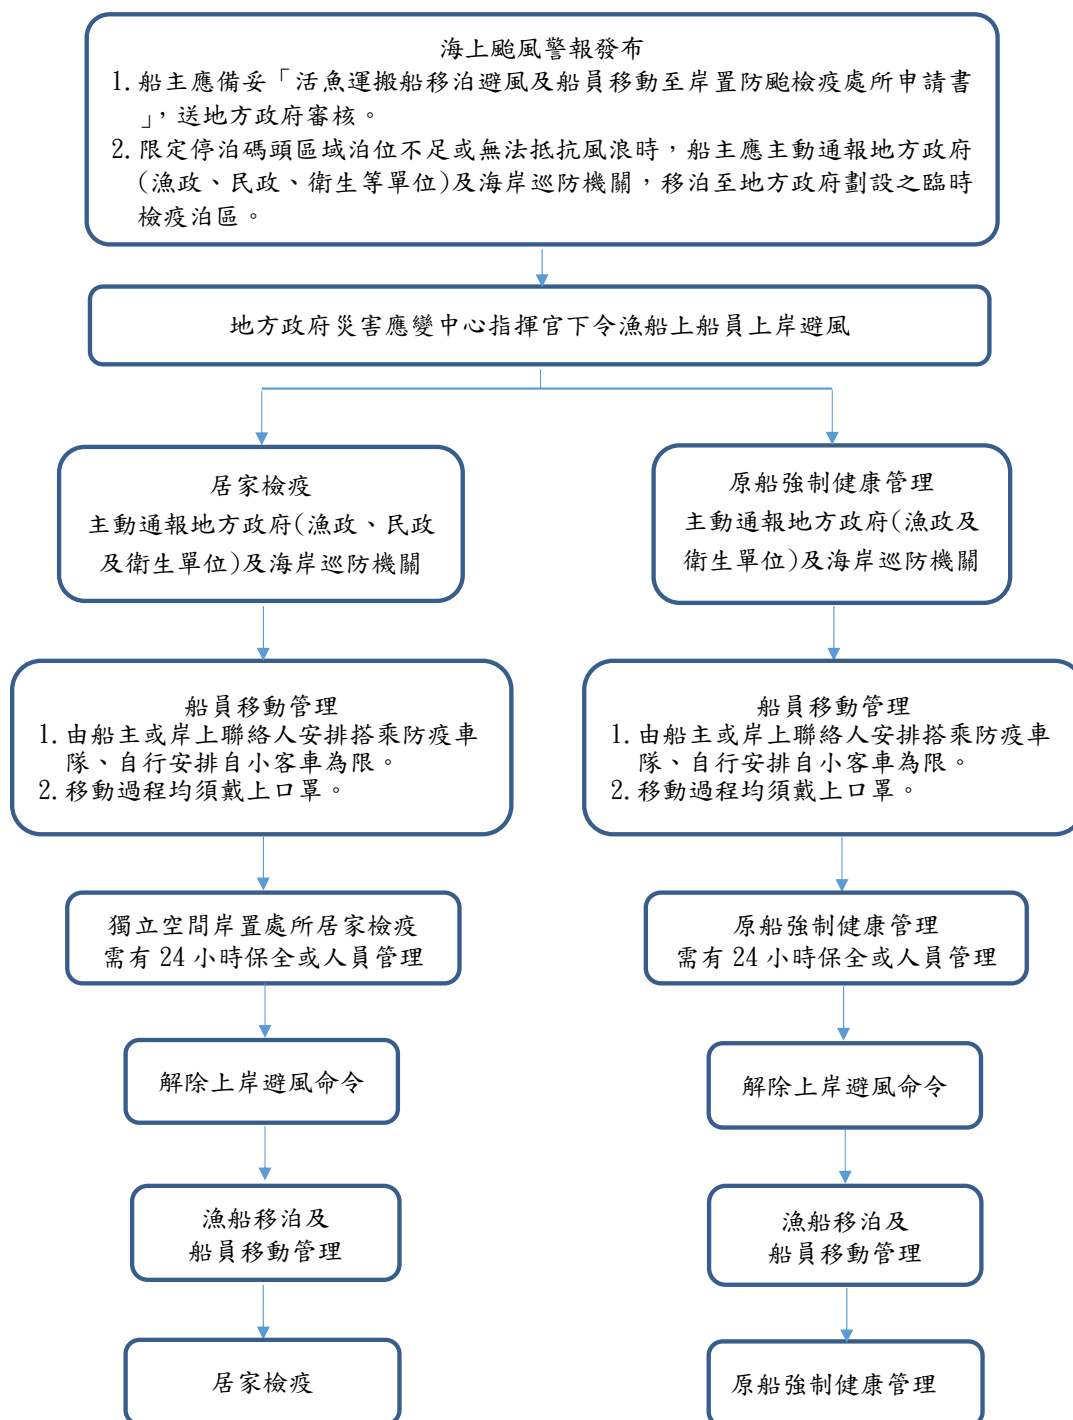 海上颱風警報發布
1. 船主應備妥「活魚運搬船移泊避風及船員移動至岸置防颱檢疫處所申請書
」，送地方政府審核。
2. 限定停泊碼頭區域泊位不足或無法抵抗風浪時，船主應主動通報地方政府
(漁政、民政、衛生等單位)及海岸巡防機關，移泊至地方政府劃設之臨時
檢疫泊區。
地方政府災害應變中心指揮官下令漁船上船員上岸避風
居家檢疫
主動通報地方政府(漁政、民政
及衛生單位)及海岸巡防機關
原船強制健康管理
主動通報地方政府(漁政及
衛生單位)及海岸巡防機關
船員移動管理
1. 由船主或岸上聯絡人安排搭乘防疫車
隊、自行安排自小客車為限。
2. 移動過程均須戴上口罩。
船員移動管理
1. 由船主或岸上聯絡人安排搭乘防疫車
隊、自行安排自小客車為限。
2. 移動過程均須戴上口罩。
獨立空間岸置處所居家檢疫
需有 24 小時保全或人員管理
原船強制健康管理
需有 24 小時保全或人員管理
解除上岸避風命令
解除上岸避風命令
漁船移泊及
船員移動管理
漁船移泊及
船員移動管理
居家檢疫
原船強制健康管理